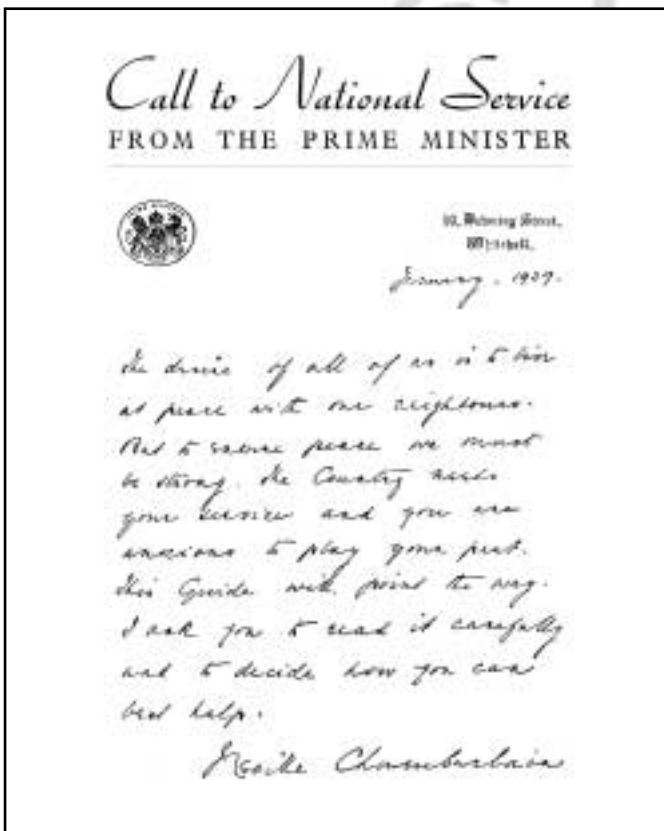 Call to National Service
FROM THE PRIME MINISTER
10, Downing Street,
Whitehall.
January. 1939.
The desire of all of us is to live
at peace with our neighbours.
But to secure peace we must
be strong. The Country needs
your service and you are
anxious to play your part.
This Guide will point the way.
I ask you to read it carefully
and to decide how you can
best help.
Neville Chamberlain